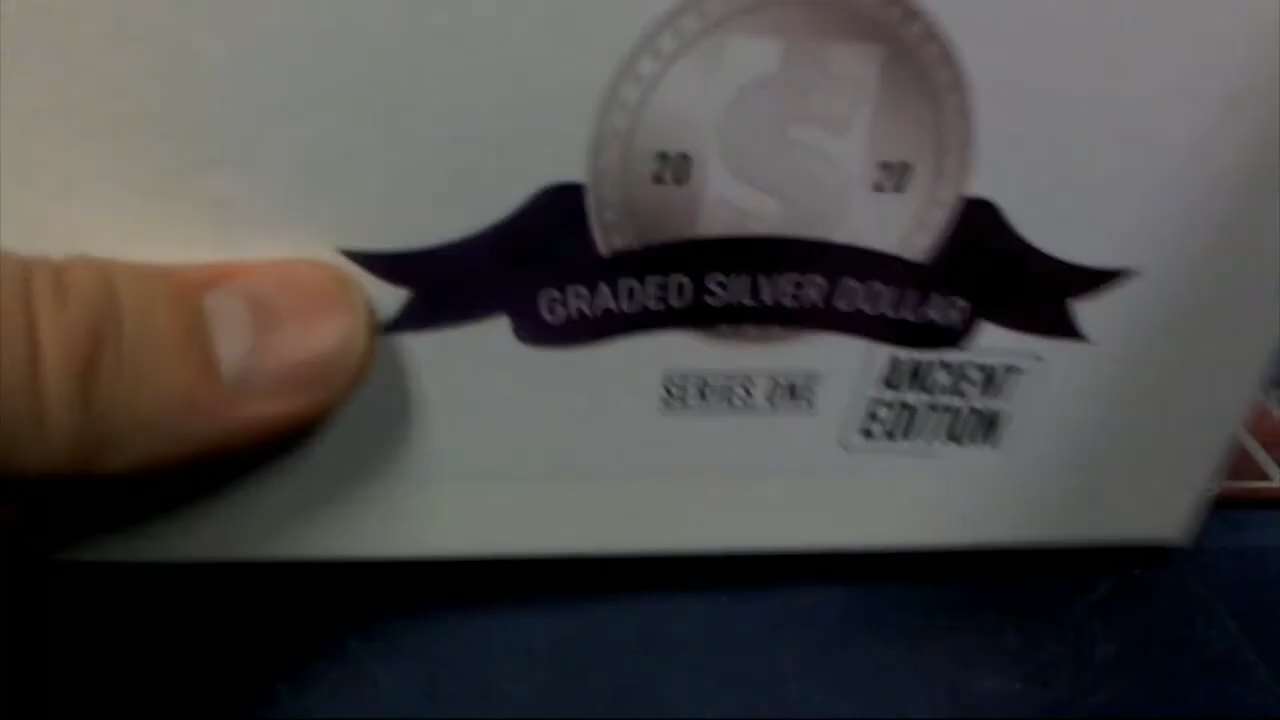 20 20
GRADED SILVER DOLLAR
SERIES ONE
ANCIENT
EDITION